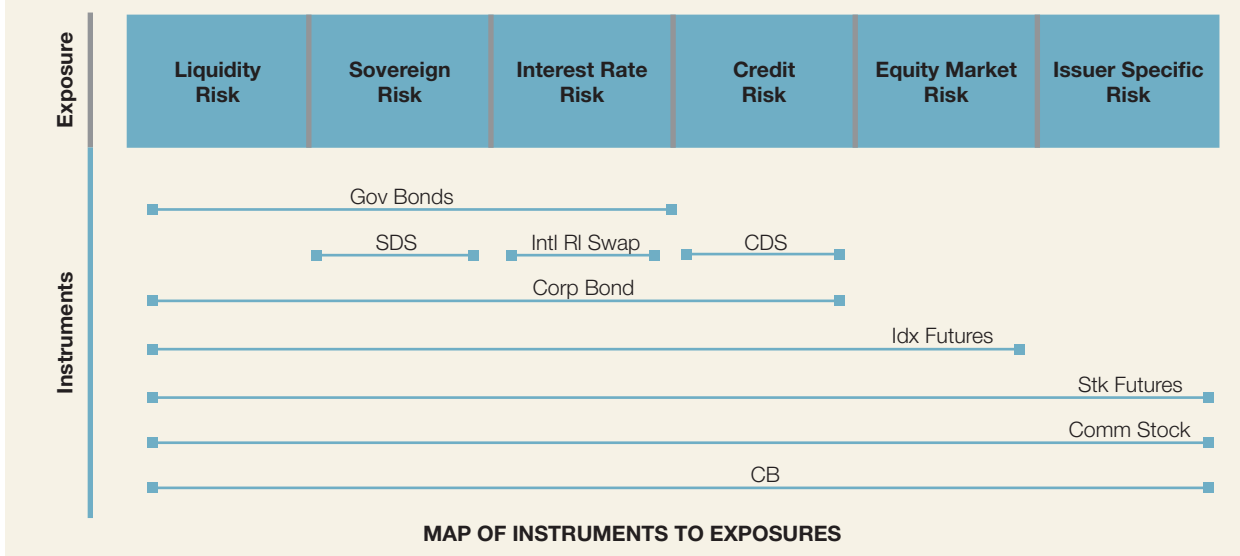 Exposure
Liquidity
Risk
Sovereign
Risk
Interest Rate
Risk
Credit
Risk
Equity Market
Risk
Issuer Specific
Risk
Instruments
Gov Bonds
SDS
Intl Rl Swap
CDS
Corp Bond
Idx Futures
Stk Futures
Comm Stock
CB
MAP OF INSTRUMENTS TO EXPOSURES